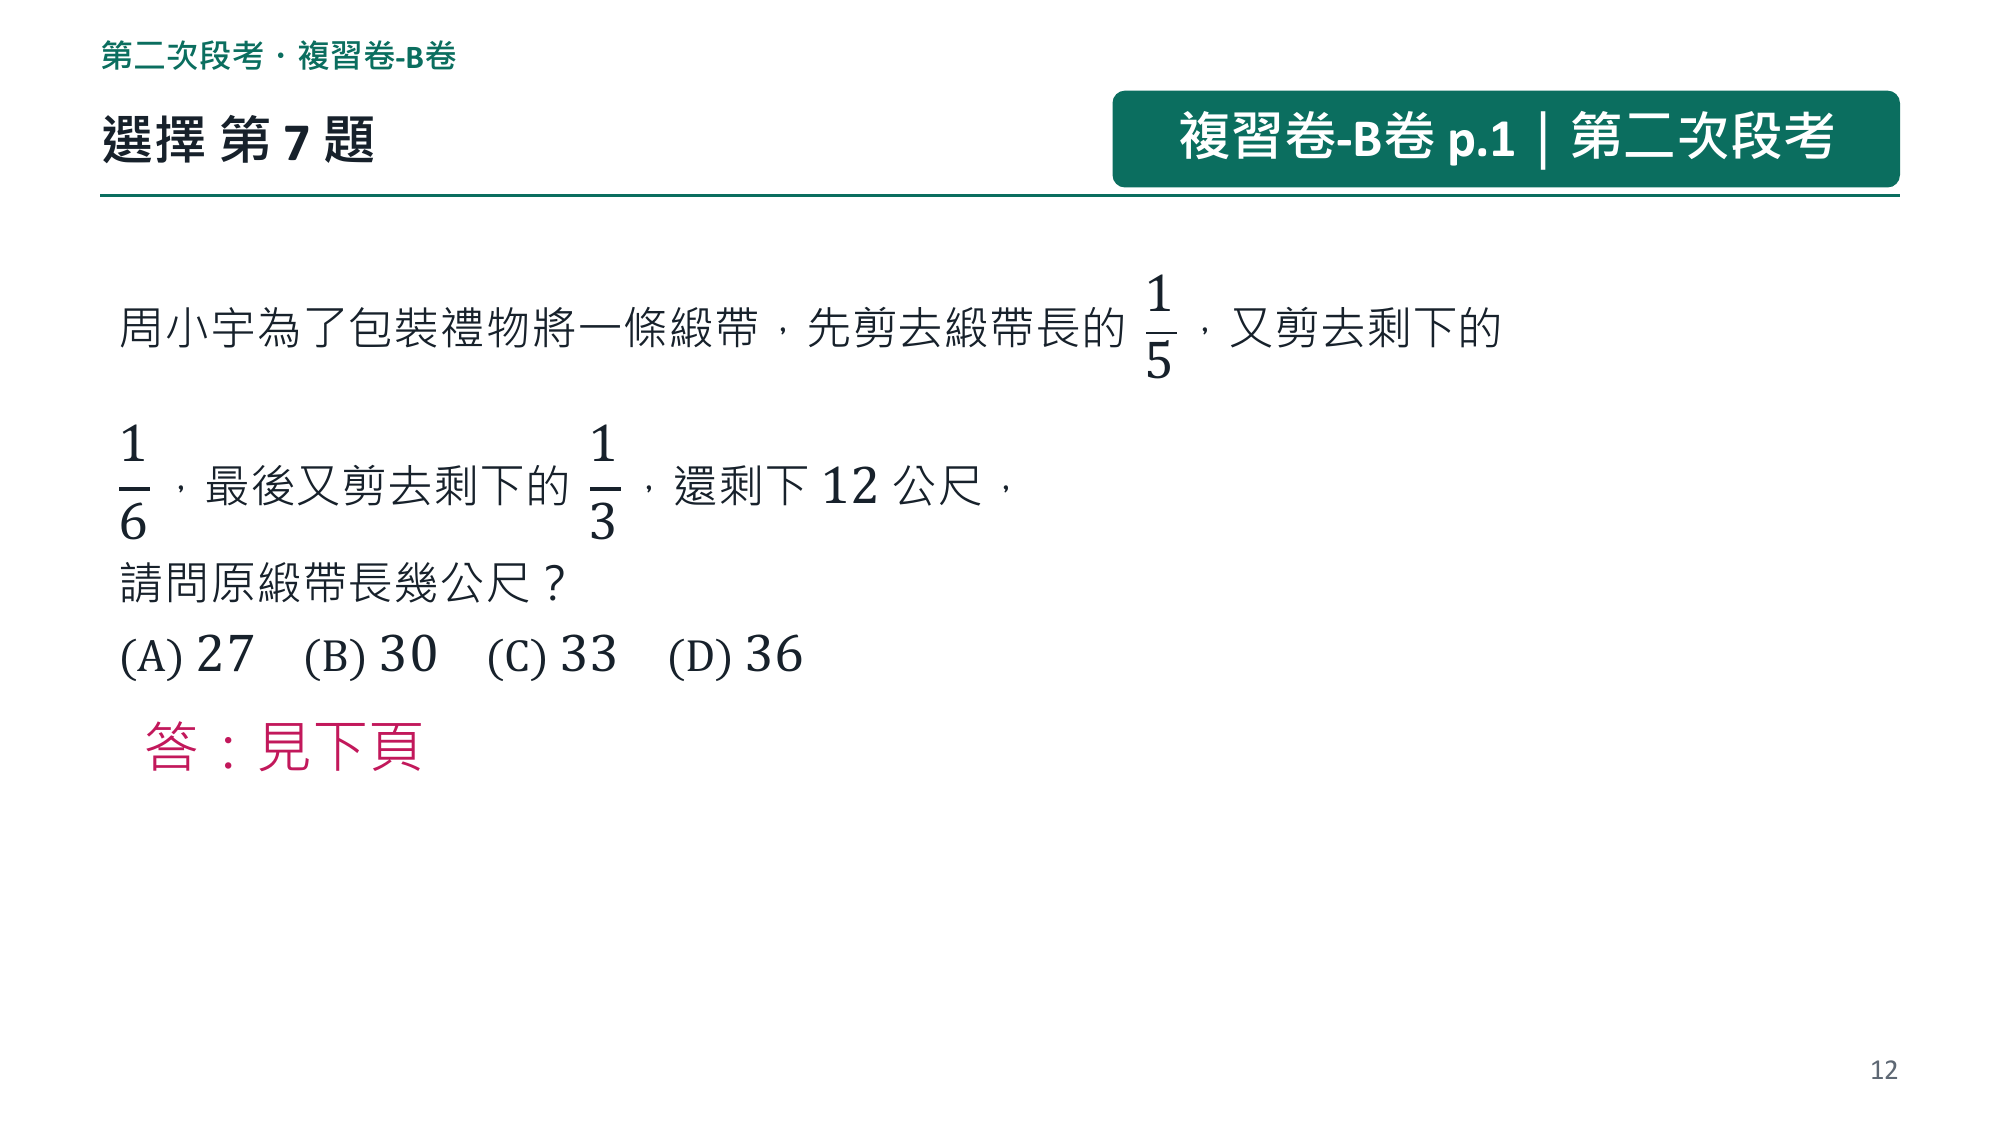 第二次段考・複習卷-B卷
選擇 第 7 題
複習卷-B卷 p.1｜第二次段考
周小宇為了包裝禮物將一條緞帶，先剪去緞帶長的 1/5，又剪去剩下的
1/6，最後又剪去剩下的 1/3，還剩下 12 公尺，
請問原緞帶長幾公尺？
(A) 27 (B) 30 (C) 33 (D) 36
答：見下頁
12